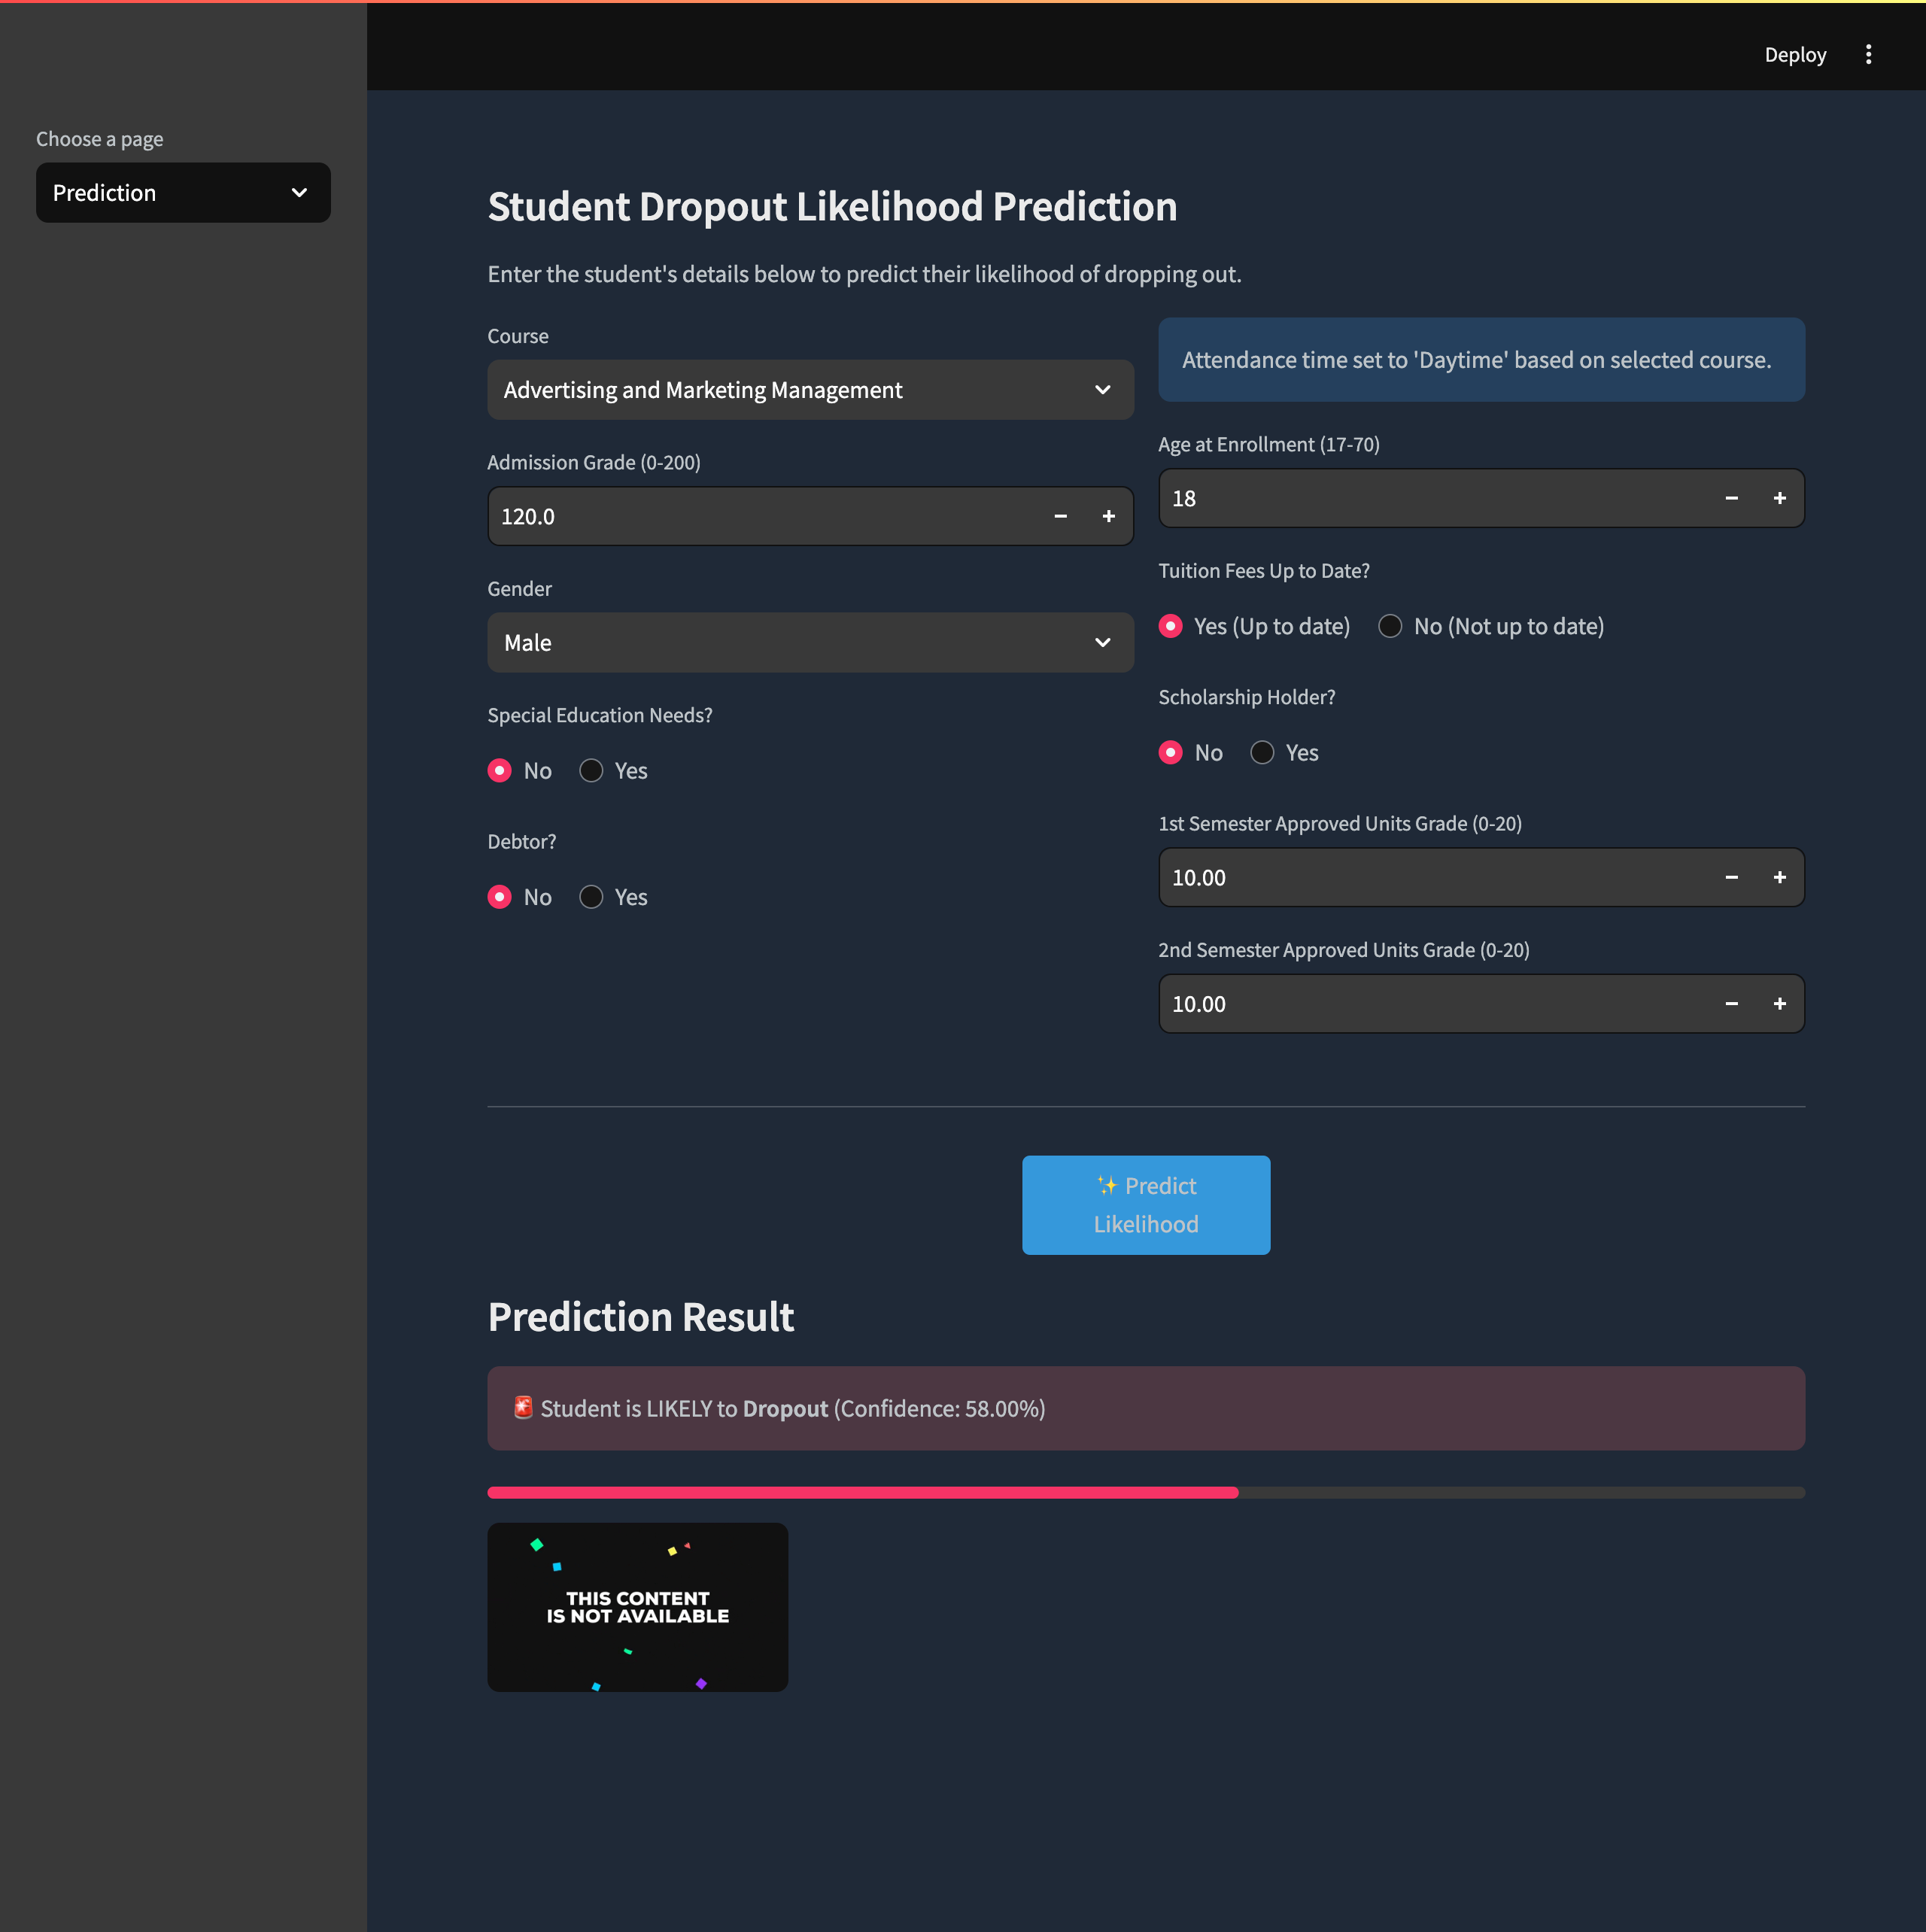 Deploy
Choose a page
Prediction
Student Dropout Likelihood Prediction
Enter the student's details below to predict their likelihood of dropping out.
Course
Advertising and Marketing Management
Admission Grade (0-200)
120.0
Gender
Male
Special Education Needs?
No Yes
Debtor?
No Yes
Attendance time set to 'Daytime' based on selected course.
Age at Enrollment (17-70)
18
Tuition Fees Up to Date?
Yes (Up to date) No (Not up to date)
Scholarship Holder?
No Yes
1st Semester Approved Units Grade (0-20)
10.00
2nd Semester Approved Units Grade (0-20)
10.00
✨ Predict
Likelihood
Prediction Result
🚨 Student is LIKELY to Dropout (Confidence: 58.00%)
THIS CONTENT
IS NOT AVAILABLE